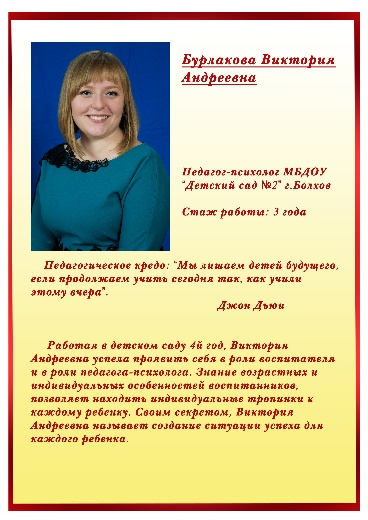 Бурлакова Виктория
Андреевна
Педагог-психолог МБДОУ
"Детский сад №2" г.Болхов
Стаж работы: 3 года
Педагогическое кредо: "Мы лишаем детей будущего,
если продолжаем учить сегодня так, как учили
этому вчера".
Джон Дьюи
Работая в детском саду 4й год, Виктория
Андреевна успела проявить себя в роли воспитателя
и в роли педагога-психолога. Знание возрастных и
индивидуальных особенностей воспитанников,
позволяет находить индивидуальные тропинки к
каждому ребенку. Своим секретом, Виктория
Андреевна называет создание ситуации успеха для
каждого ребенка.